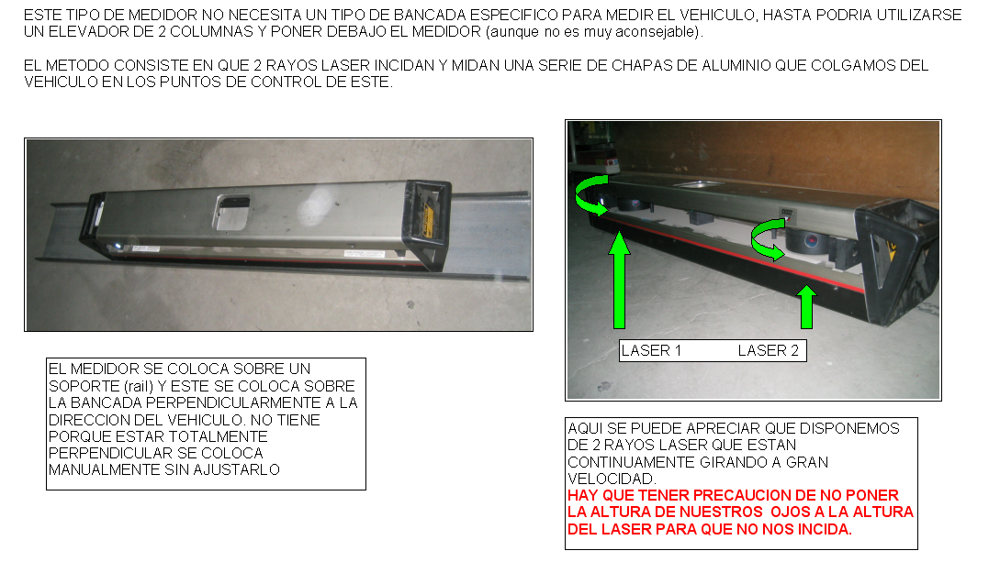 ESTE TIPO DE MEDIDOR NO NECESITA UN TIPO DE BANCADA ESPECIFICO PARA MEDIR EL VEHICULO, HASTA PODRIA UTILIZARSE
UN ELEVADOR DE 2 COLUMNAS Y PONER DEBAJO EL MEDIDOR (aunque no es muy aconsejable).
EL METODO CONSISTE EN QUE 2 RAYOS LASER INCIDAN Y MIDAN UNA SERIE DE CHAPAS DE ALUMINIO QUE COLGAMOS DEL
VEHICULO EN LOS PUNTOS DE CONTROL DE ESTE.
EL MEDIDOR SE COLOCA SOBRE UN
SOPORTE (rail) Y ESTE SE COLOCA SOBRE
LA BANCADA PERPENDICULARMENTE A LA
DIRECCION DEL VEHICULO. NO TIENE
PORQUE ESTAR TOTALMENTE
PERPENDICULAR SE COLOCA
MANUALMENTE SIN AJUSTARLO
LASER 1 LASER 2
AQUI SE PUEDE APRECIAR QUE DISPONEMOS
DE 2 RAYOS LASER QUE ESTAN
CONTINUAMENTE GIRANDO A GRAN
VELOCIDAD.
HAY QUE TENER PRECAUCION DE NO PONER
LA ALTURA DE NUESTROS OJOS A LA ALTURA
DEL LASER PARA QUE NO NOS INCIDA.